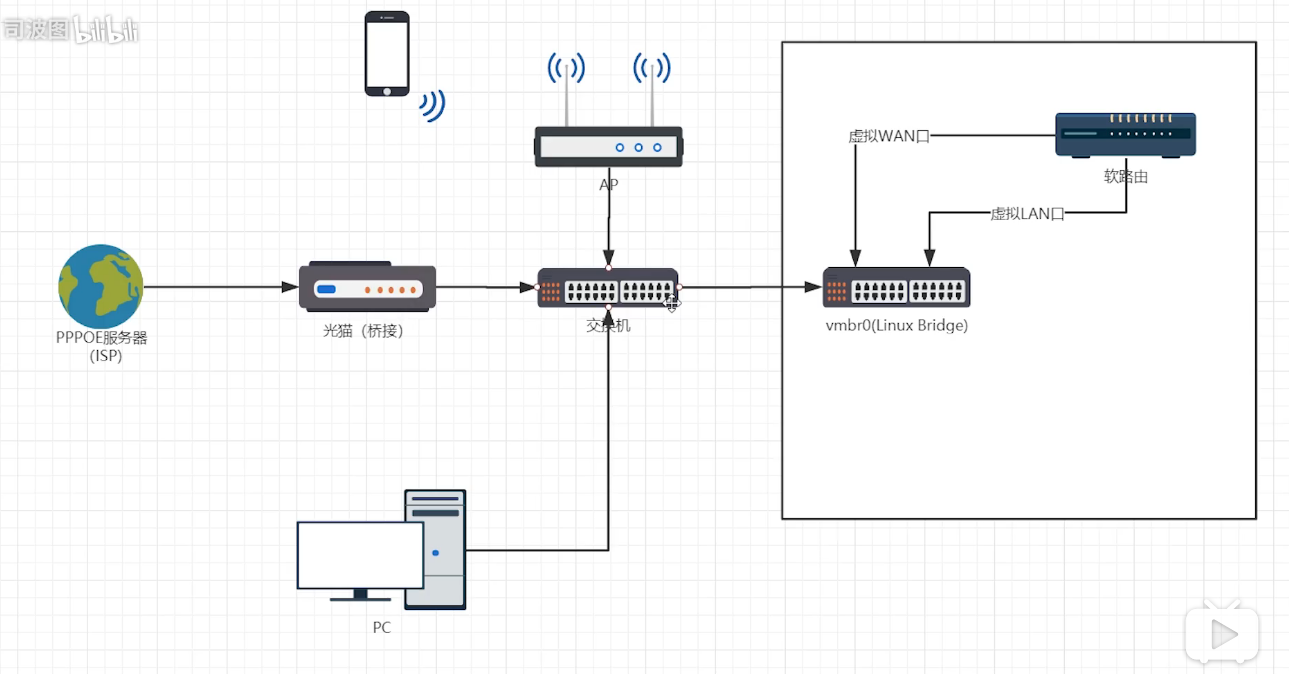 司波图 bilibili
AP
虚拟WAN口
软路由
虚拟LAN口
PPPOE服务器
(ISP)
光猫（桥接）
交换机
vmbr0(Linux Bridge)
PC